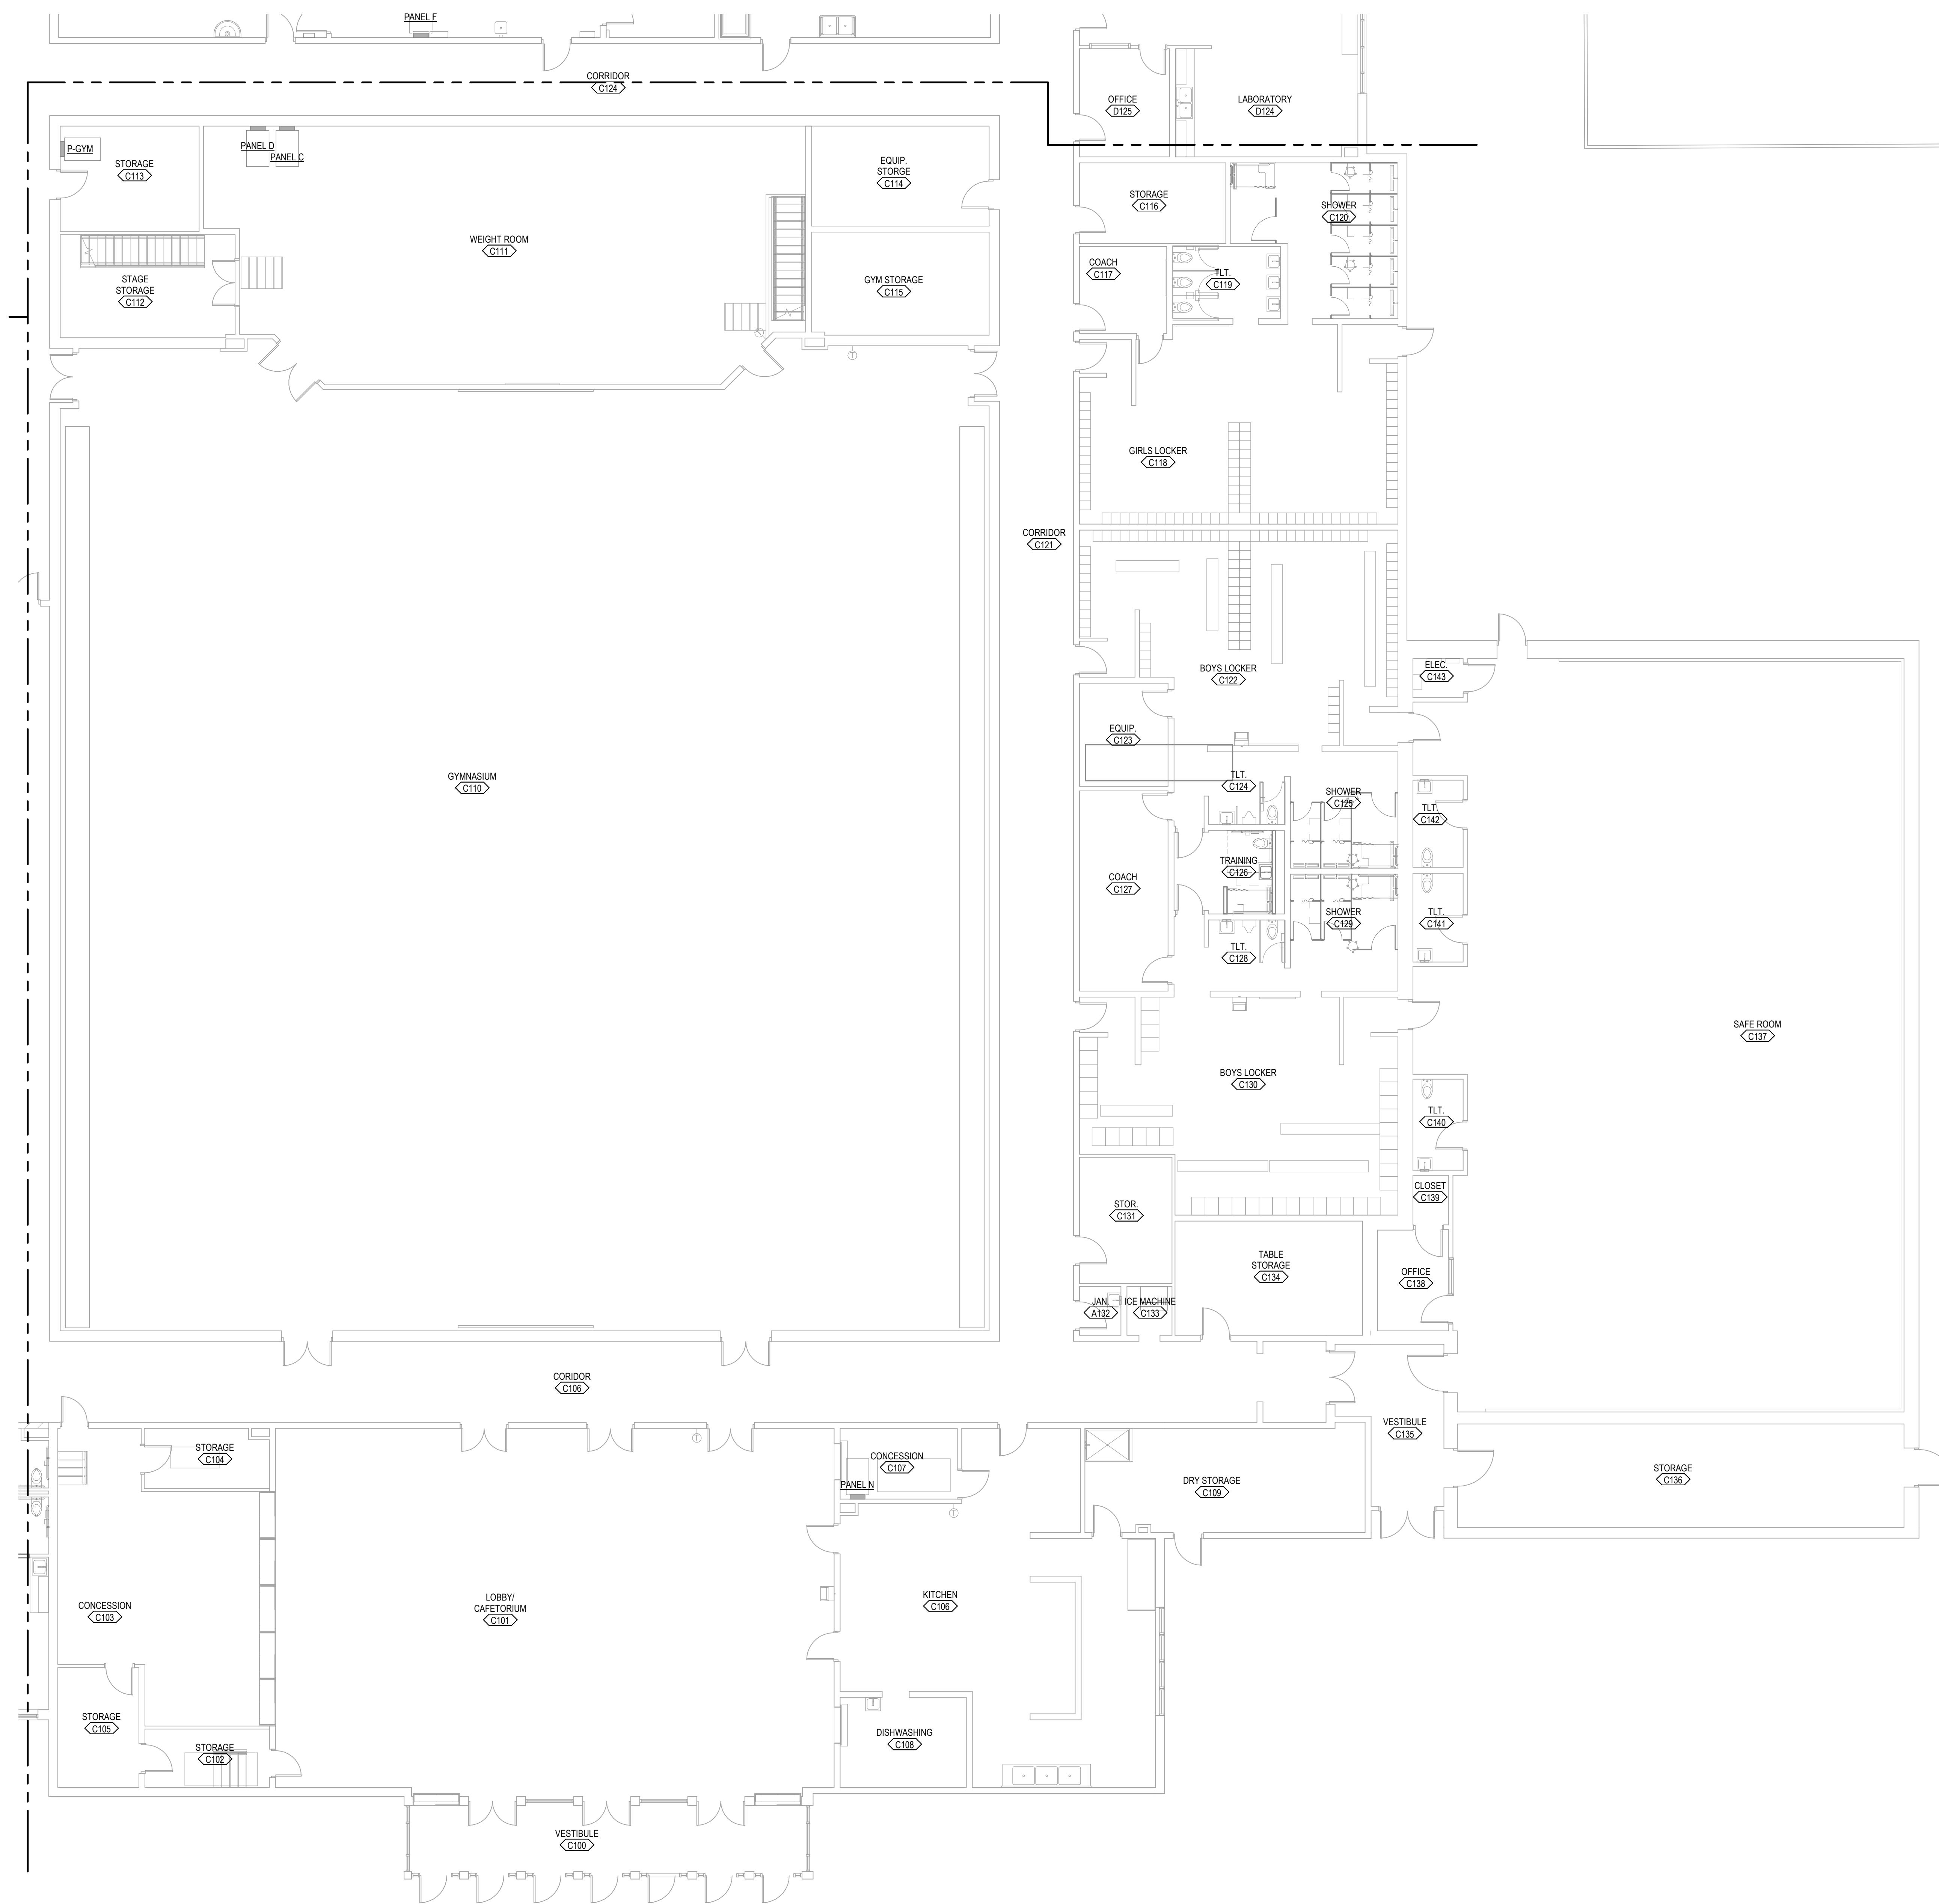 PANEL F
CORRIDOR
C124
OFFICE
D125
LABORATORY
D124
P-GYM
STORAGE
C113
PANEL D
PANEL C
EQUIP.
STORGE
C114
STORAGE
C116
SHOWER
C120
WEIGHT ROOM
C111
STAGE
STORAGE
C112
GYM STORAGE
C115
COACH
C117
TLT.
C119
GIRLS LOCKER
C118
CORRIDOR
C121
BOYS LOCKER
C122
ELEC.
C143
EQUIP.
C123
GYMNASIUM
C110
TLT.
C124
SHOWER
C125
TLT.
C142
TRAINING
C126
COACH
C127
SHOWER
C129
TLT.
C141
TLT.
C128
SAFE ROOM
C137
BOYS LOCKER
C130
TLT.
C140
CLOSET
C139
STOR.
C131
TABLE
STORAGE
C134
OFFICE
C138
JAN.
A132
ICE MACHINE
C133
CORIDOR
C106
VESTIBULE
C135
STORAGE
C104
CONCESSION
C107
PANEL N
DRY STORAGE
C109
STORAGE
C136
CONCESSION
C103
LOBBY/
CAFETORIUM
C101
KITCHEN
C106
STORAGE
C105
STORAGE
C102
DISHWASHING
C108
VESTIBULE
C100